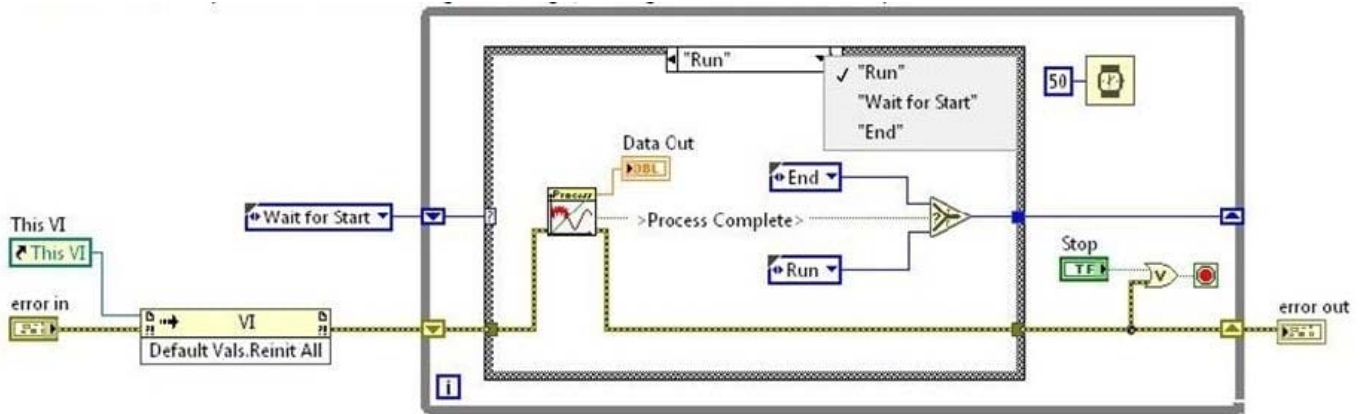 "Run"
"Run"
"Wait for Start"
"End"
50
Data Out
DBL
Process
End
>Process Complete>
Wait for Start
Run
This VI
This VI
Stop
TF
V
error in
VI
Default Vals.Reinit All
error out
i